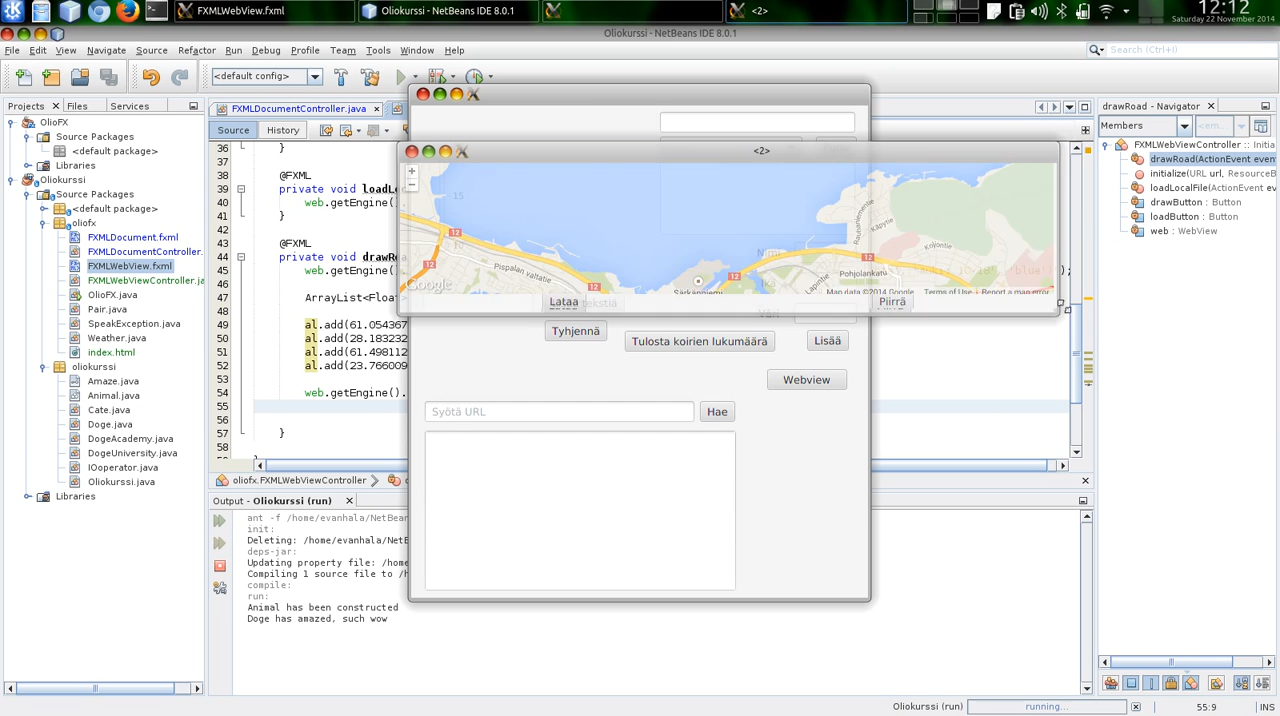 FXMLWebView.fxml
Oliokurssi - NetBeans IDE 8.0.1
<2>
12:12
Saturday 22 November 2014
Oliokurssi - NetBeans IDE 8.0.1
File Edit View Navigate Source Refactor Run Debug Profile Team Tools Window Help
Search (Ctrl+I)
<default config>
Projects Files Services
FXMLDocumentController.java
drawRoad - Navigator
Source History
Members
<em...
OlioFX
Source Packages
<default package>
Libraries
Oliokurssi
Source Packages
<default package>
oliofx
FXMLDocument.fxml
FXMLDocumentController.
FXMLWebView.fxml
FXMLWebViewController.ja
OlioFX.java
Pair.java
SpeakException.java
Weather.java
index.html
oliokurssi
Amaze.java
Animal.java
Cate.java
Doge.java
DogeAcademy.java
DogeUniversity.java
IOoperator.java
Oliokurssi.java
Libraries
36 }
37
38 @FXML
39 private void loadLo
40 web.getEngine().
41 }
42
43 @FXML
44 private void drawRo
45 web.getEngine().
46
47 ArrayList<Float
48
49 al.add(61.054367
50 al.add(28.183232
51 al.add(61.498112
52 al.add(23.766009
53
54 web.getEngine().
55
56
57 }
58
<2>
+
−
12
12
12
12
12
Pispalan valtatie
Särkänniemi
Kolontie
Pohjolankatu
Nimi
Ikä
Google
Map data ©2014 Google Terms of Use Report a map error
Lataa
Piirrä
Tyhjennä
Tulosta koirien lukumäärä
Lisää
Webview
Syötä URL
Hae
FXMLWebViewController :: Initia
drawRoad(ActionEvent even
initialize(URL url, ResourceB
loadLocalFile(ActionEvent e
drawButton : Button
loadButton : Button
web : WebView
oliofx.FXMLWebViewController
Output - Oliokurssi (run)
ant -f /home/evanhala/NetBean
init:
Deleting: /home/evanhala/NetB
deps-jar:
Updating property file: /home
Compiling 1 source file to /h
compile:
run:
Animal has been constructed
Doge has amazed, such wow
Oliokurssi (run)
running...
55:9
INS